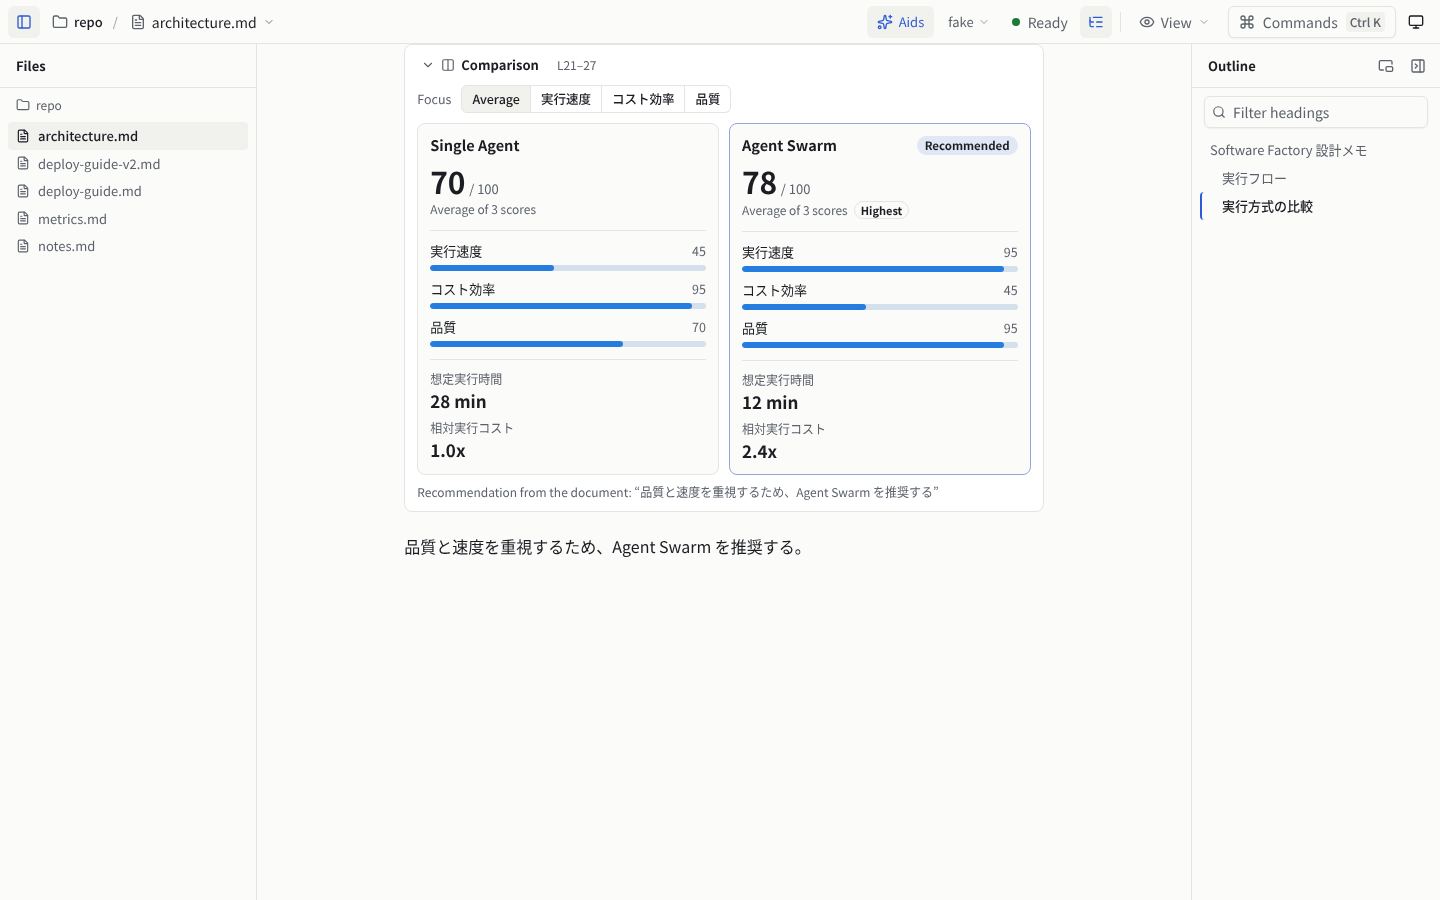 repo / architecture.md
Aids
fake
Ready
View
Commands Ctrl K
Files
repo
architecture.md
deploy-guide-v2.md
deploy-guide.md
metrics.md
notes.md
Comparison L21–27
Focus Average 実行速度 コスト効率 品質
Single Agent
70 / 100
Average of 3 scores
実行速度 45
コスト効率 95
品質 70
想定実行時間
28 min
相対実行コスト
1.0x
Agent Swarm Recommended
78 / 100
Average of 3 scores Highest
実行速度 95
コスト効率 45
品質 95
想定実行時間
12 min
相対実行コスト
2.4x
Recommendation from the document: “品質と速度を重視するため、Agent Swarm を推奨する”
品質と速度を重視するため、Agent Swarm を推奨する。
Outline
Filter headings
Software Factory 設計メモ
実行フロー
実行方式の比較